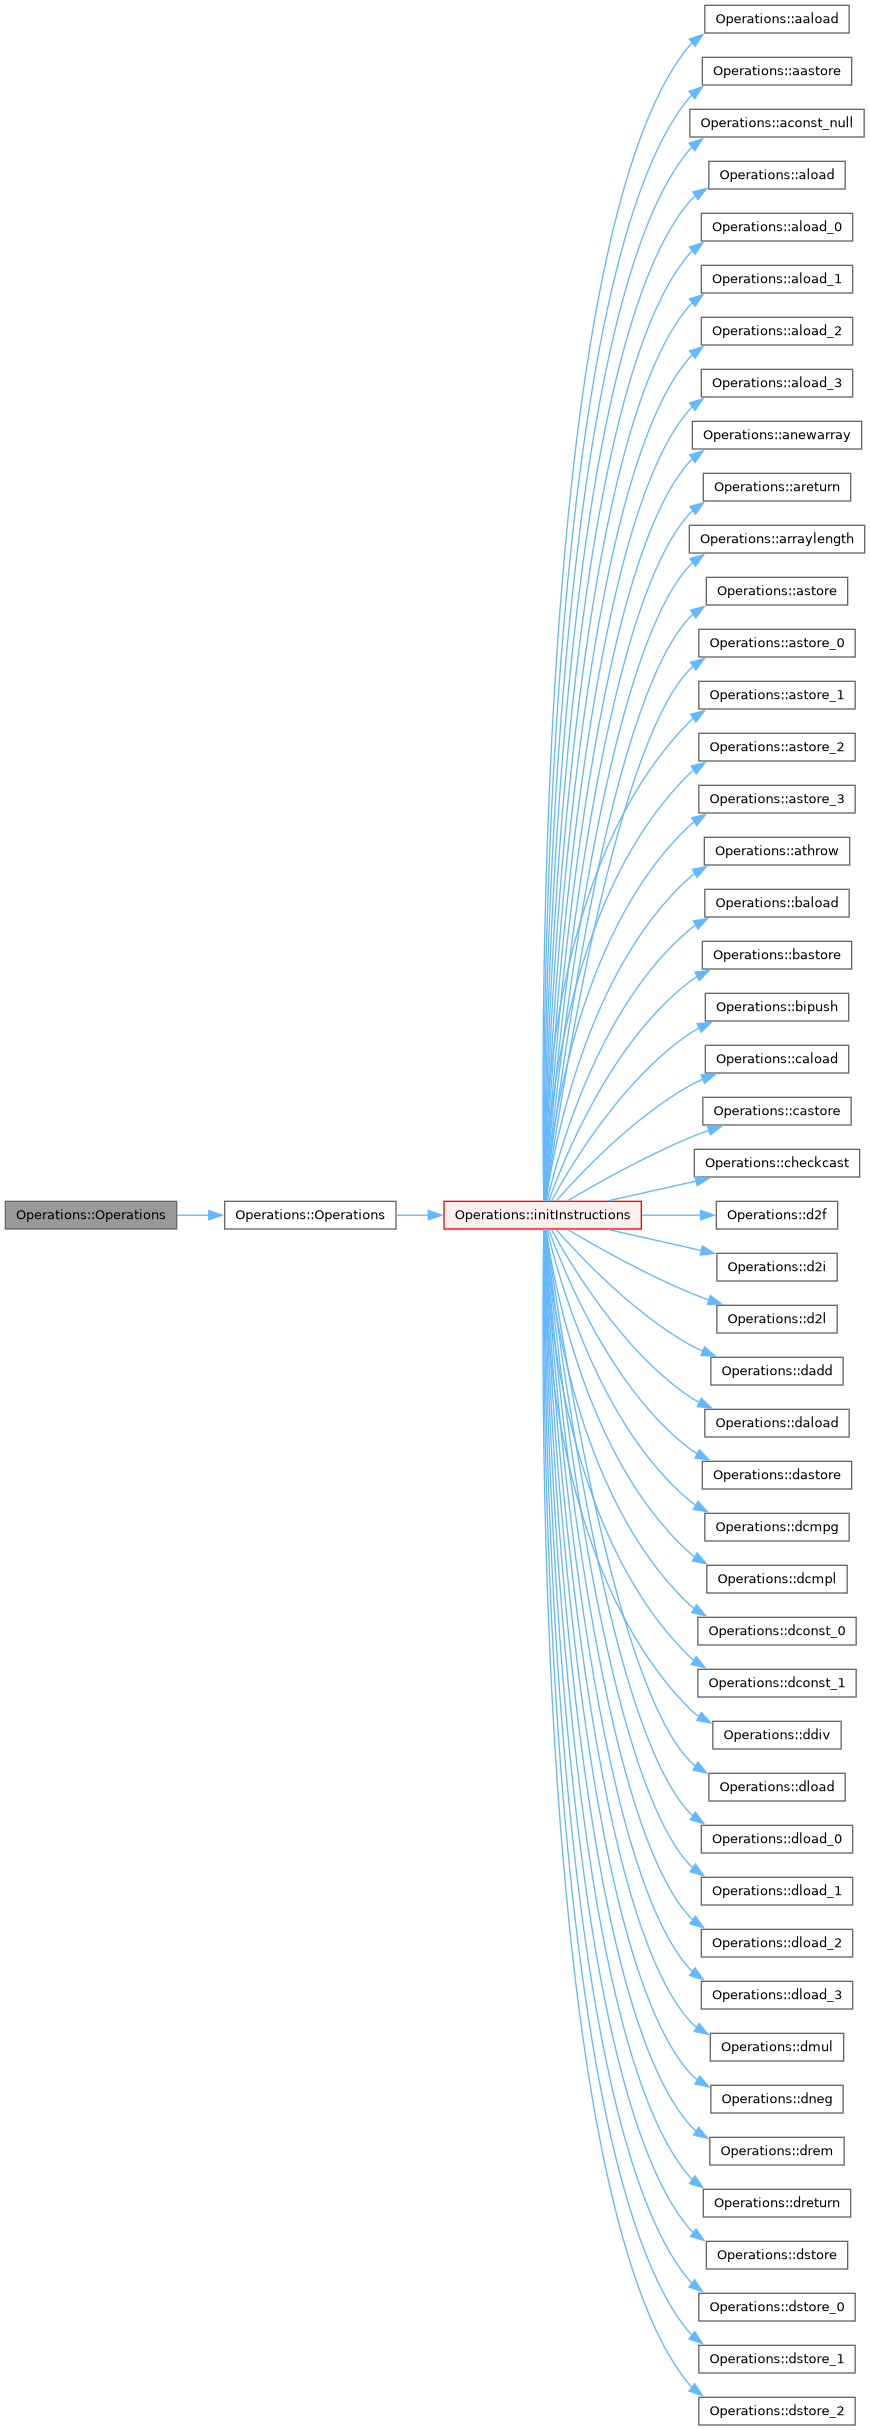 Operations::aaload
Operations::aastore
Operations::aconst_null
Operations::aload
Operations::aload_0
Operations::aload_1
Operations::aload_2
Operations::aload_3
Operations::anewarray
Operations::areturn
Operations::arraylength
Operations::astore
Operations::astore_0
Operations::astore_1
Operations::astore_2
Operations::astore_3
Operations::athrow
Operations::baload
Operations::bastore
Operations::bipush
Operations::caload
Operations::castore
Operations::checkcast
Operations::Operations
Operations::Operations
Operations::initInstructions
Operations::d2f
Operations::d2i
Operations::d2l
Operations::dadd
Operations::daload
Operations::dastore
Operations::dcmpg
Operations::dcmpl
Operations::dconst_0
Operations::dconst_1
Operations::ddiv
Operations::dload
Operations::dload_0
Operations::dload_1
Operations::dload_2
Operations::dload_3
Operations::dmul
Operations::dneg
Operations::drem
Operations::dreturn
Operations::dstore
Operations::dstore_0
Operations::dstore_1
Operations::dstore_2